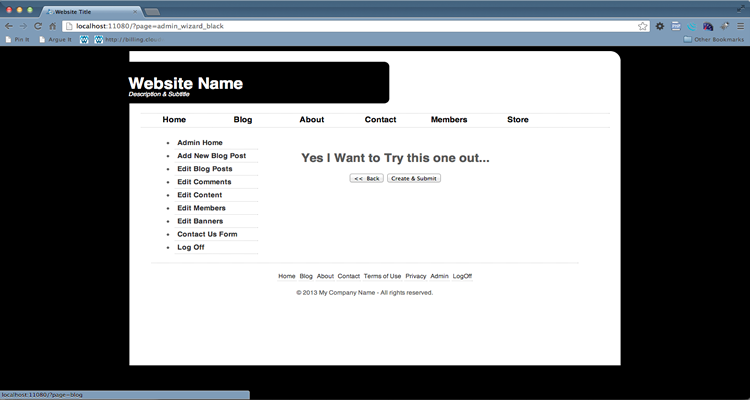 Website Title
localhost:11080/?page=admin_wizard_black
Pin It Argue It http://billing.clou
Other Bookmarks
Website Name
Description & Subtitle
Home Blog About Contact Members Store
Admin Home
Add New Blog Post
Edit Blog Posts
Edit Comments
Edit Content
Edit Members
Edit Banners
Contact Us Form
Log Off
Yes I Want to Try this one out...
<< Back Create & Submit
Home Blog About Contact Terms of Use Privacy Admin LogOff
© 2013 My Company Name - All rights reserved.
localhost:11080/?page=blog